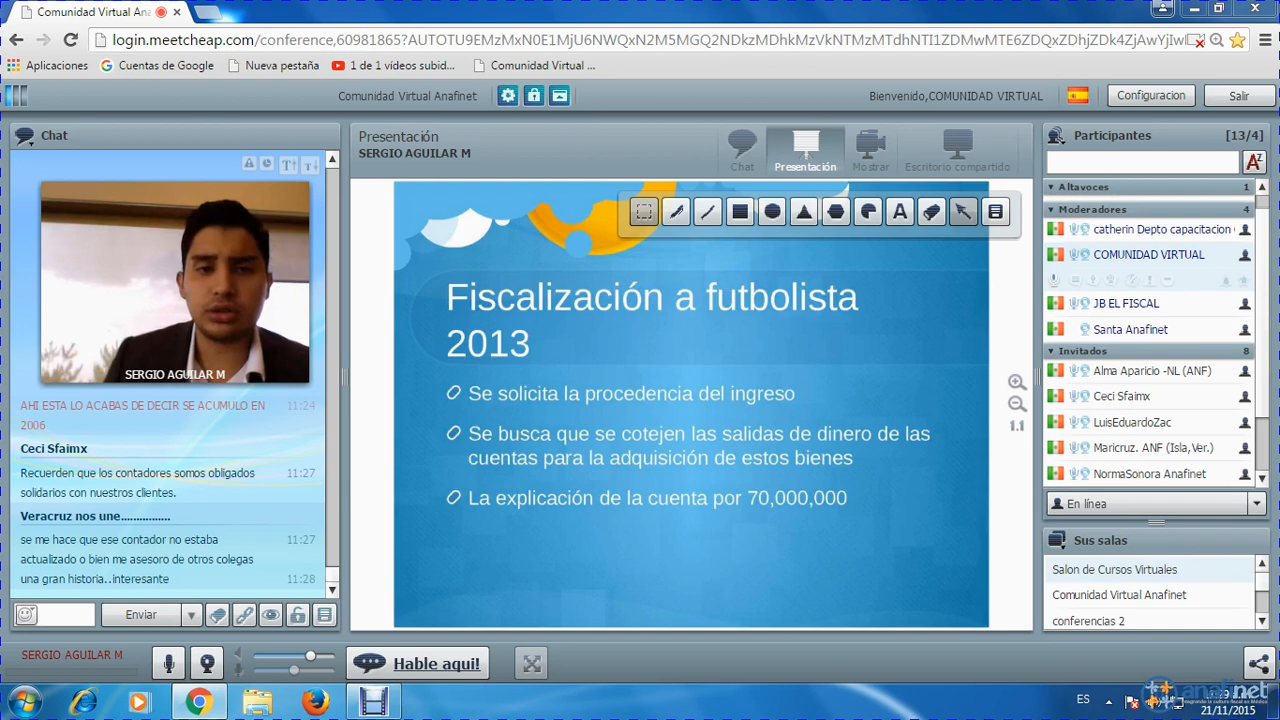 Comunidad Virtual Ana
login.meetcheap.com/conference,60981865?AUTOTU9EMzMxN0E1MjU6NWQxN2M5MGQ2NDkzMDhkMzVkNTMzMTdhNTI1ZDMwMTE6ZDQxZDhjZDk4ZjAwYjIw
Aplicaciones
Cuentas de Google
Nueva pestaña
1 de 1 vídeos subid...
Comunidad Virtual ...
Comunidad Virtual Anafinet
Bienvenido,COMUNIDAD VIRTUAL
Configuracion
Salir
Chat
SERGIO AGUILAR M
AHI ESTA LO ACABAS DE DECIR SE ACUMULO EN 11:24
2006
Ceci Sfaimx
Recuerden que los contadores somos obligados 11:27
solidarios con nuestros clientes.
Veracruz nos une................
se me hace que ese contador no estaba 11:27
actualizado o bien me asesoro de otros colegas
una gran historia..interesante 11:28
Enviar
Presentación
SERGIO AGUILAR M
Chat
Presentación
Mostrar
Escritorio compartido
A
Fiscalización a futbolista
2013
Se solicita la procedencia del ingreso
Se busca que se cotejen las salidas de dinero de las
cuentas para la adquisición de estos bienes
La explicación de la cuenta por 70,000,000
1.1
Participantes [13/4]
Altavoces 1
Moderadores 4
catherin Depto capacitacion
COMUNIDAD VIRTUAL
JB EL FISCAL
Santa Anafinet
Invitados 8
Alma Aparicio -NL (ANF)
Ceci Sfaimx
LuisEduardoZac
Maricruz. ANF (Isla,Ver.)
NormaSonora Anafinet
En línea
Sus salas
Salon de Cursos Virtuales
Comunidad Virtual Anafinet
conferencias 2
SERGIO AGUILAR M
Hable aqui!
ES
anafinet
21/11/2015